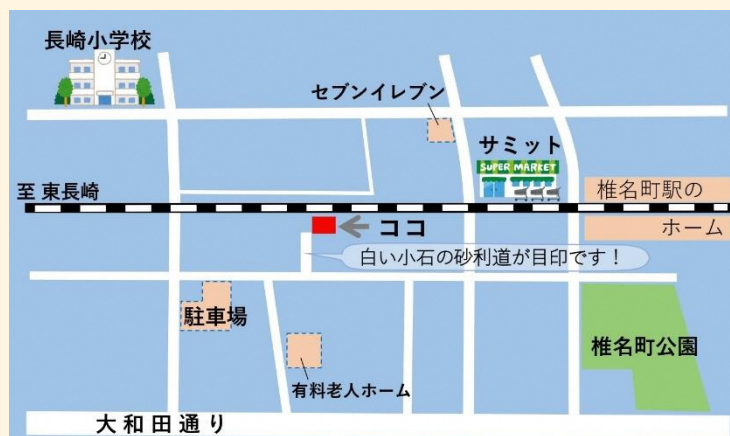 長崎小学校
セブンイレブン
サミット
SUPER MARKET
至 東長崎
椎名町駅の
ホーム
ココ
白い小石の砂利道が目印です！
駐車場
椎名町公園
有料老人ホーム
大和田通り